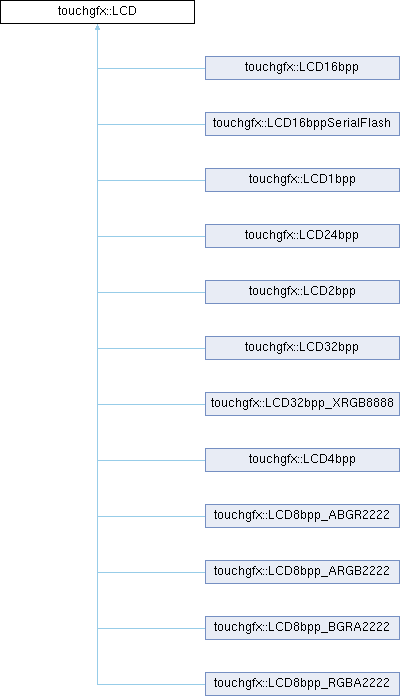 touchgfx::LCD
touchgfx::LCD16bpp
touchgfx::LCD16bppSerialFlash
touchgfx::LCD1bpp
touchgfx::LCD24bpp
touchgfx::LCD2bpp
touchgfx::LCD32bpp
touchgfx::LCD32bpp_XRGB8888
touchgfx::LCD4bpp
touchgfx::LCD8bpp_ABGR2222
touchgfx::LCD8bpp_ARGB2222
touchgfx::LCD8bpp_BGRA2222
touchgfx::LCD8bpp_RGBA2222